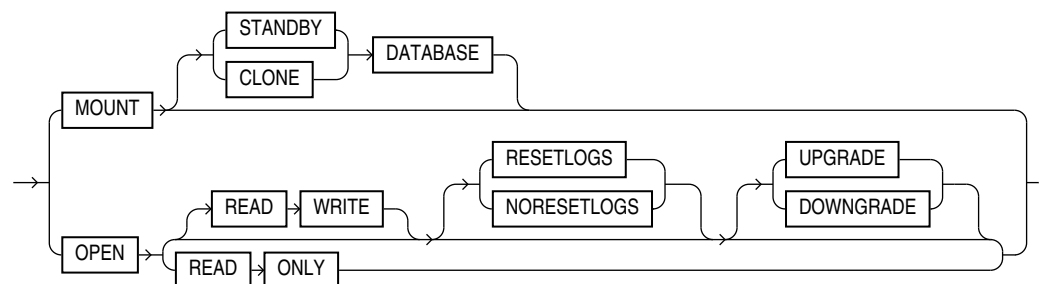 STANDBY
CLONE
DATABASE
MOUNT
RESETLOGS
NORESETLOGS
UPGRADE
DOWNGRADE
READ WRITE
OPEN
READ ONLY